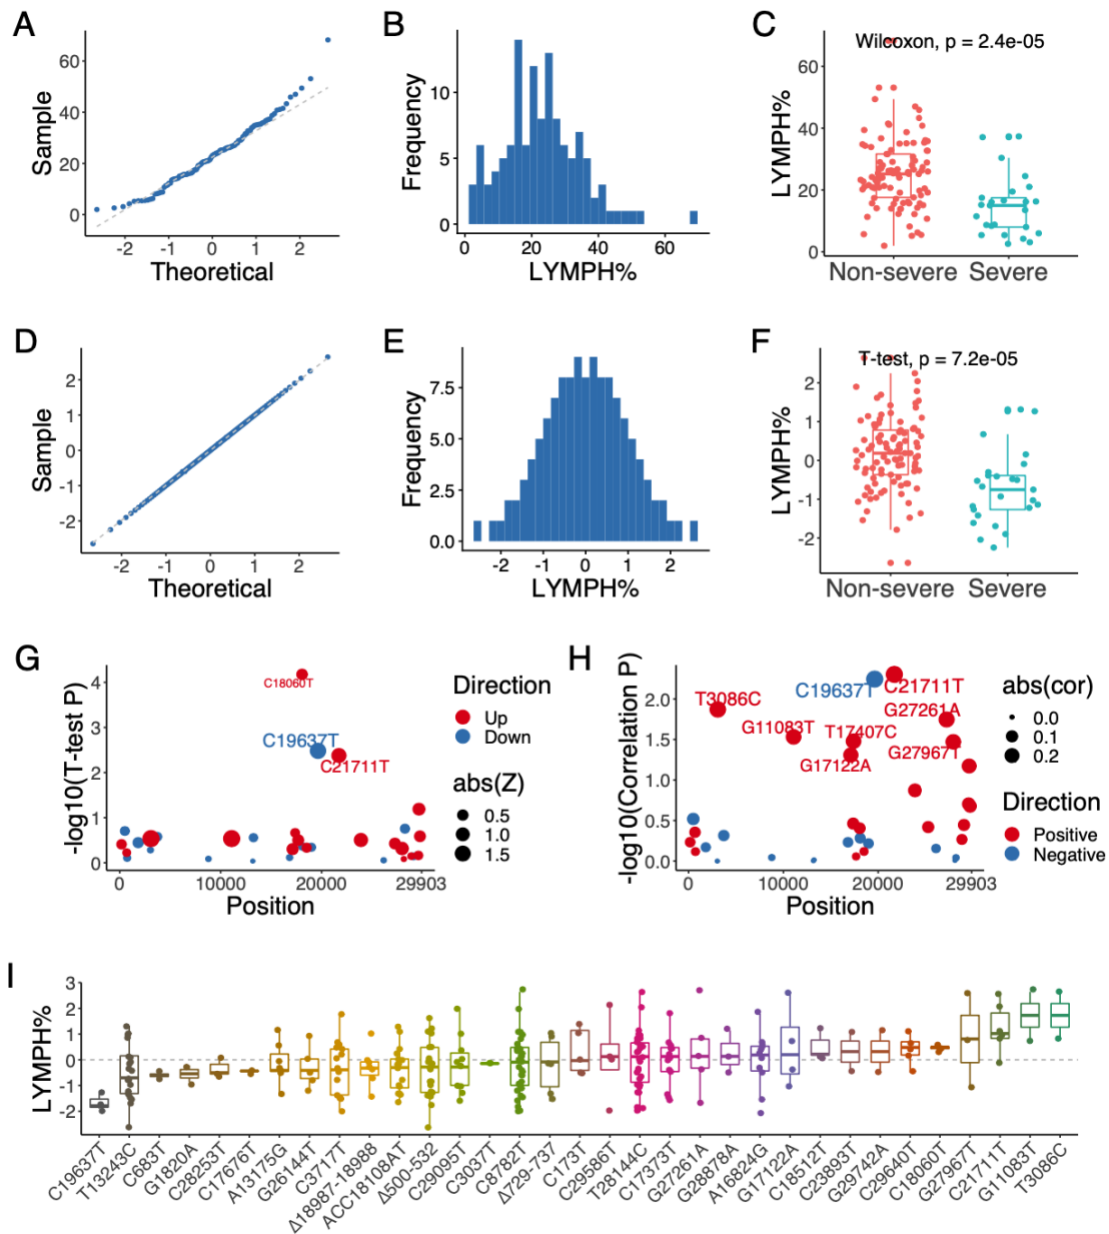 A
Sample
60
40
20
0
-2
-1
0
1
2
Theoretical
B
Frequency
10
5
0
0
20
40
60
LYMPH%
C
Wilcoxon, p = 2.4e-05
LYMPH%
60
40
20
0
Non-severe
Severe
D
Sample
2
1
0
-1
-2
-2
-1
0
1
2
Theoretical
E
Frequency
7.5
5.0
2.5
0.0
-2
-1
0
1
2
LYMPH%
F
T-test, p = 7.2e-05
LYMPH%
2
1
0
-1
-2
Non-severe
Severe
G
-log10(T-test P)
4
3
2
1
0
C18060T
C19637T
C21711T
0
10000
20000
29903
Position
Direction
Up
Down
abs(Z)
0.5
1.0
1.5
H
-log10(Correlation P)
2.0
1.5
1.0
0.5
0.0
T3086C
C19637T
C21711T
G27261A
G11083T
T17407C
G27967T
G17122A
0
10000
20000
29903
Position
abs(cor)
0.0
0.1
0.2
Direction
Positive
Negative
I
LYMPH%
3
2
1
0
-1
-2
C19637T
T13243C
C683T
G1820A
C28253T
C17676T
A13175G
G26144T
C3717T
Δ18987-18988
ACC18108AT
Δ500-532
C29095T
C3037T
C8782T
Δ729-737
C173T
C29586T
T28144C
C17373T
G27261A
G28878A
A16824G
G17122A
C18512T
C23893T
G29742A
C29640T
C18060T
G27967T
C21711T
G11083T
T3086C